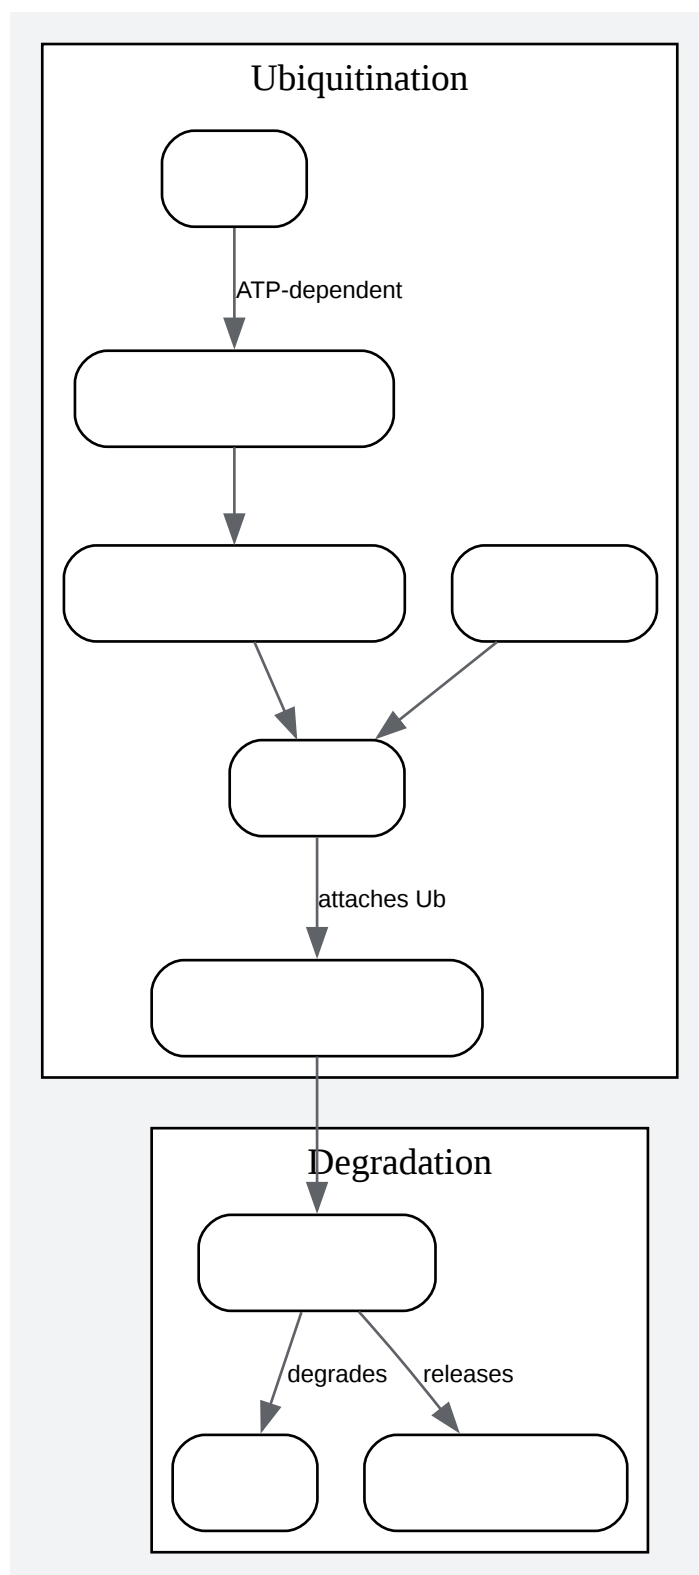 Ubiquitination
ATP-dependent
attaches Ub
Degradation
degrades
releases